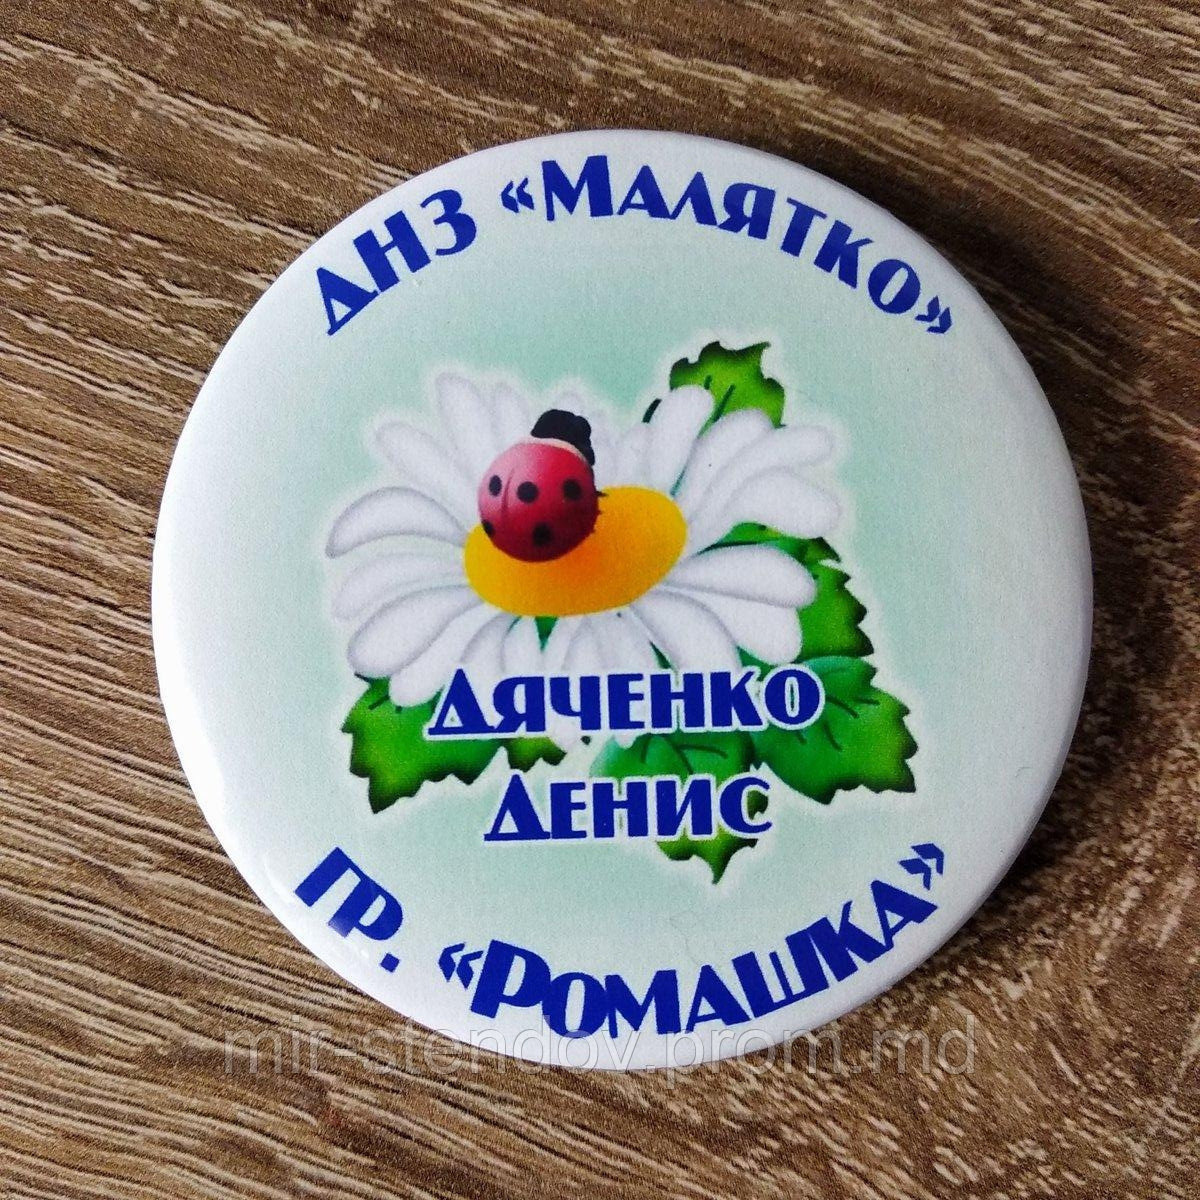 ДНЗ «Малятко»
Дяченко
Денис
гр. «Ромашка»
mir-stendov.prom.md